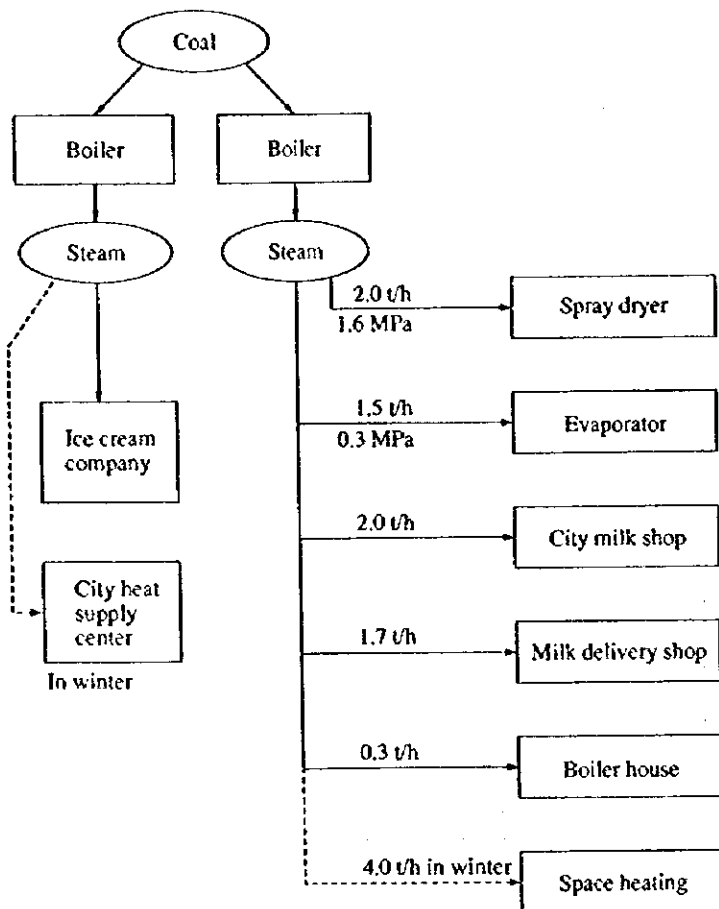 Coal
Boiler
Boiler
Steam
Steam
2.0 t/h
1.6 MPa
Spray dryer
1.5 t/h
0.3 MPa
Evaporator
Ice cream
company
2.0 t/h
City milk shop
City heat
supply
center
In winter
1.7 t/h
Milk delivery shop
0.3 t/h
Boiler house
4.0 t/h in winter
Space heating